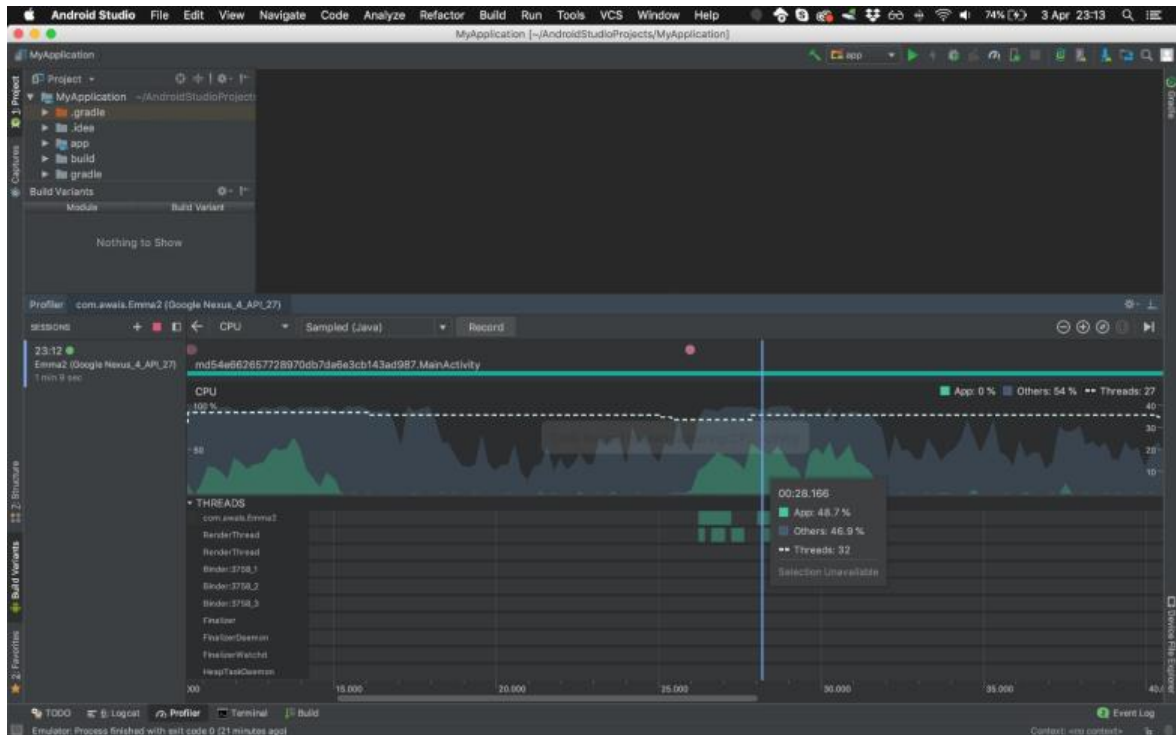 Android Studio File Edit View Navigate Code Analyze Refactor Build Run Tools VCS Window Help 74% 3 Apr 23:13
MyApplication [~/AndroidStudioProjects/MyApplication]
MyApplication
app
1: Project
Project
MyApplication ~/AndroidStudioProjects
.gradle
.idea
app
build
gradle
Captures
Gradle
Build Variants
Module Build Variant
Nothing to Show
Profiler com.awals.Emma2 (Google Nexus_4_API_27)
SESSIONS CPU Sampled (Java) Record
23:12
Emma2 (Google Nexus_4_API_27)
1 min 9 sec
md54e662657728970db7da6e3cb143ad987.MainActivity
CPU App: 0 % Others: 54 % Threads: 27
100 % 40
30
50 20
10
THREADS
com.awals.Emma2
RenderThread
RenderThread
Binder:3758_1
Binder:3758_2
Binder:3758_3
Finalizer
FinalizerDaemon
FinalizerWatchd
HeapTaskDaemon
00:28.166
App: 48.7 %
Others: 46.9 %
Threads: 32
Selection Unavailable
000 15.000 20.000 25.000 30.000 35.000
Z: Structure
Build Variants
2: Favorites
Device File Explorer
TODO 6: Logcat Profiler Terminal Build 2 Event Log
Emulator: Process finished with exit code 0 (21 minutes ago) Context: <no context>